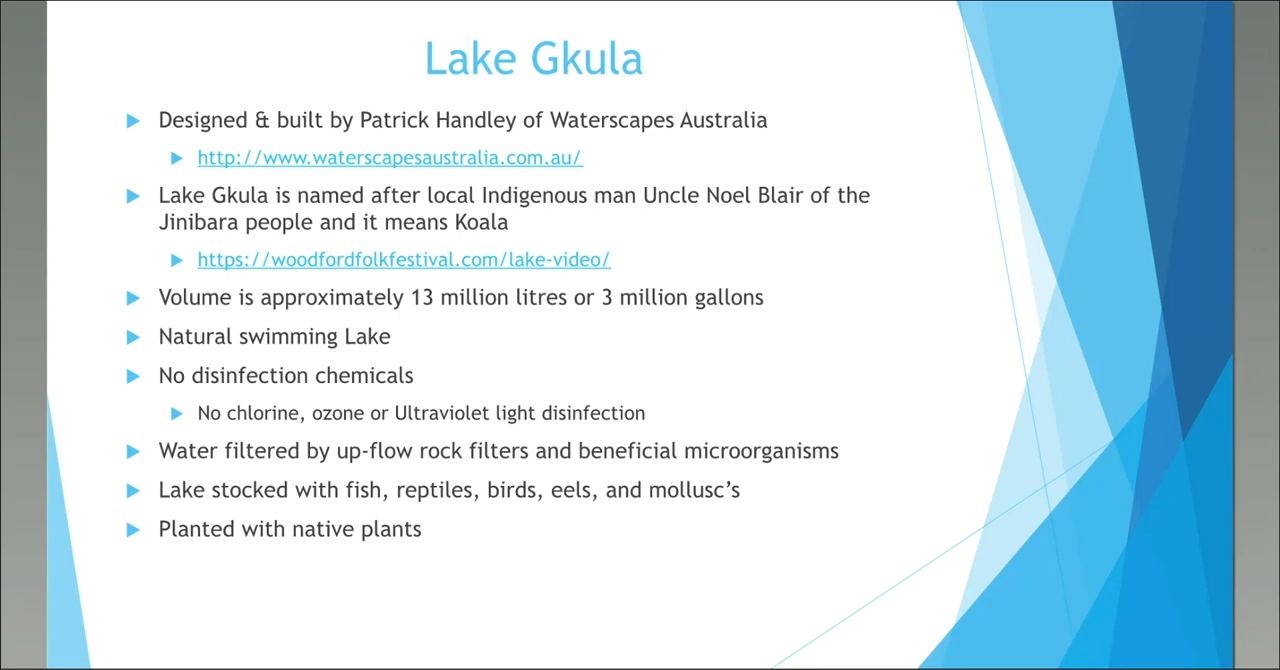 Lake Gkula
Designed & built by Patrick Handley of Waterscapes Australia
http://www.waterscapesaustralia.com.au/
Lake Gkula is named after local Indigenous man Uncle Noel Blair of the
Jinibara people and it means Koala
https://woodfordfolkfestival.com/lake-video/
Volume is approximately 13 million litres or 3 million gallons
Natural swimming Lake
No disinfection chemicals
No chlorine, ozone or Ultraviolet light disinfection
Water filtered by up-flow rock filters and beneficial microorganisms
Lake stocked with fish, reptiles, birds, eels, and mollusc’s
Planted with native plants